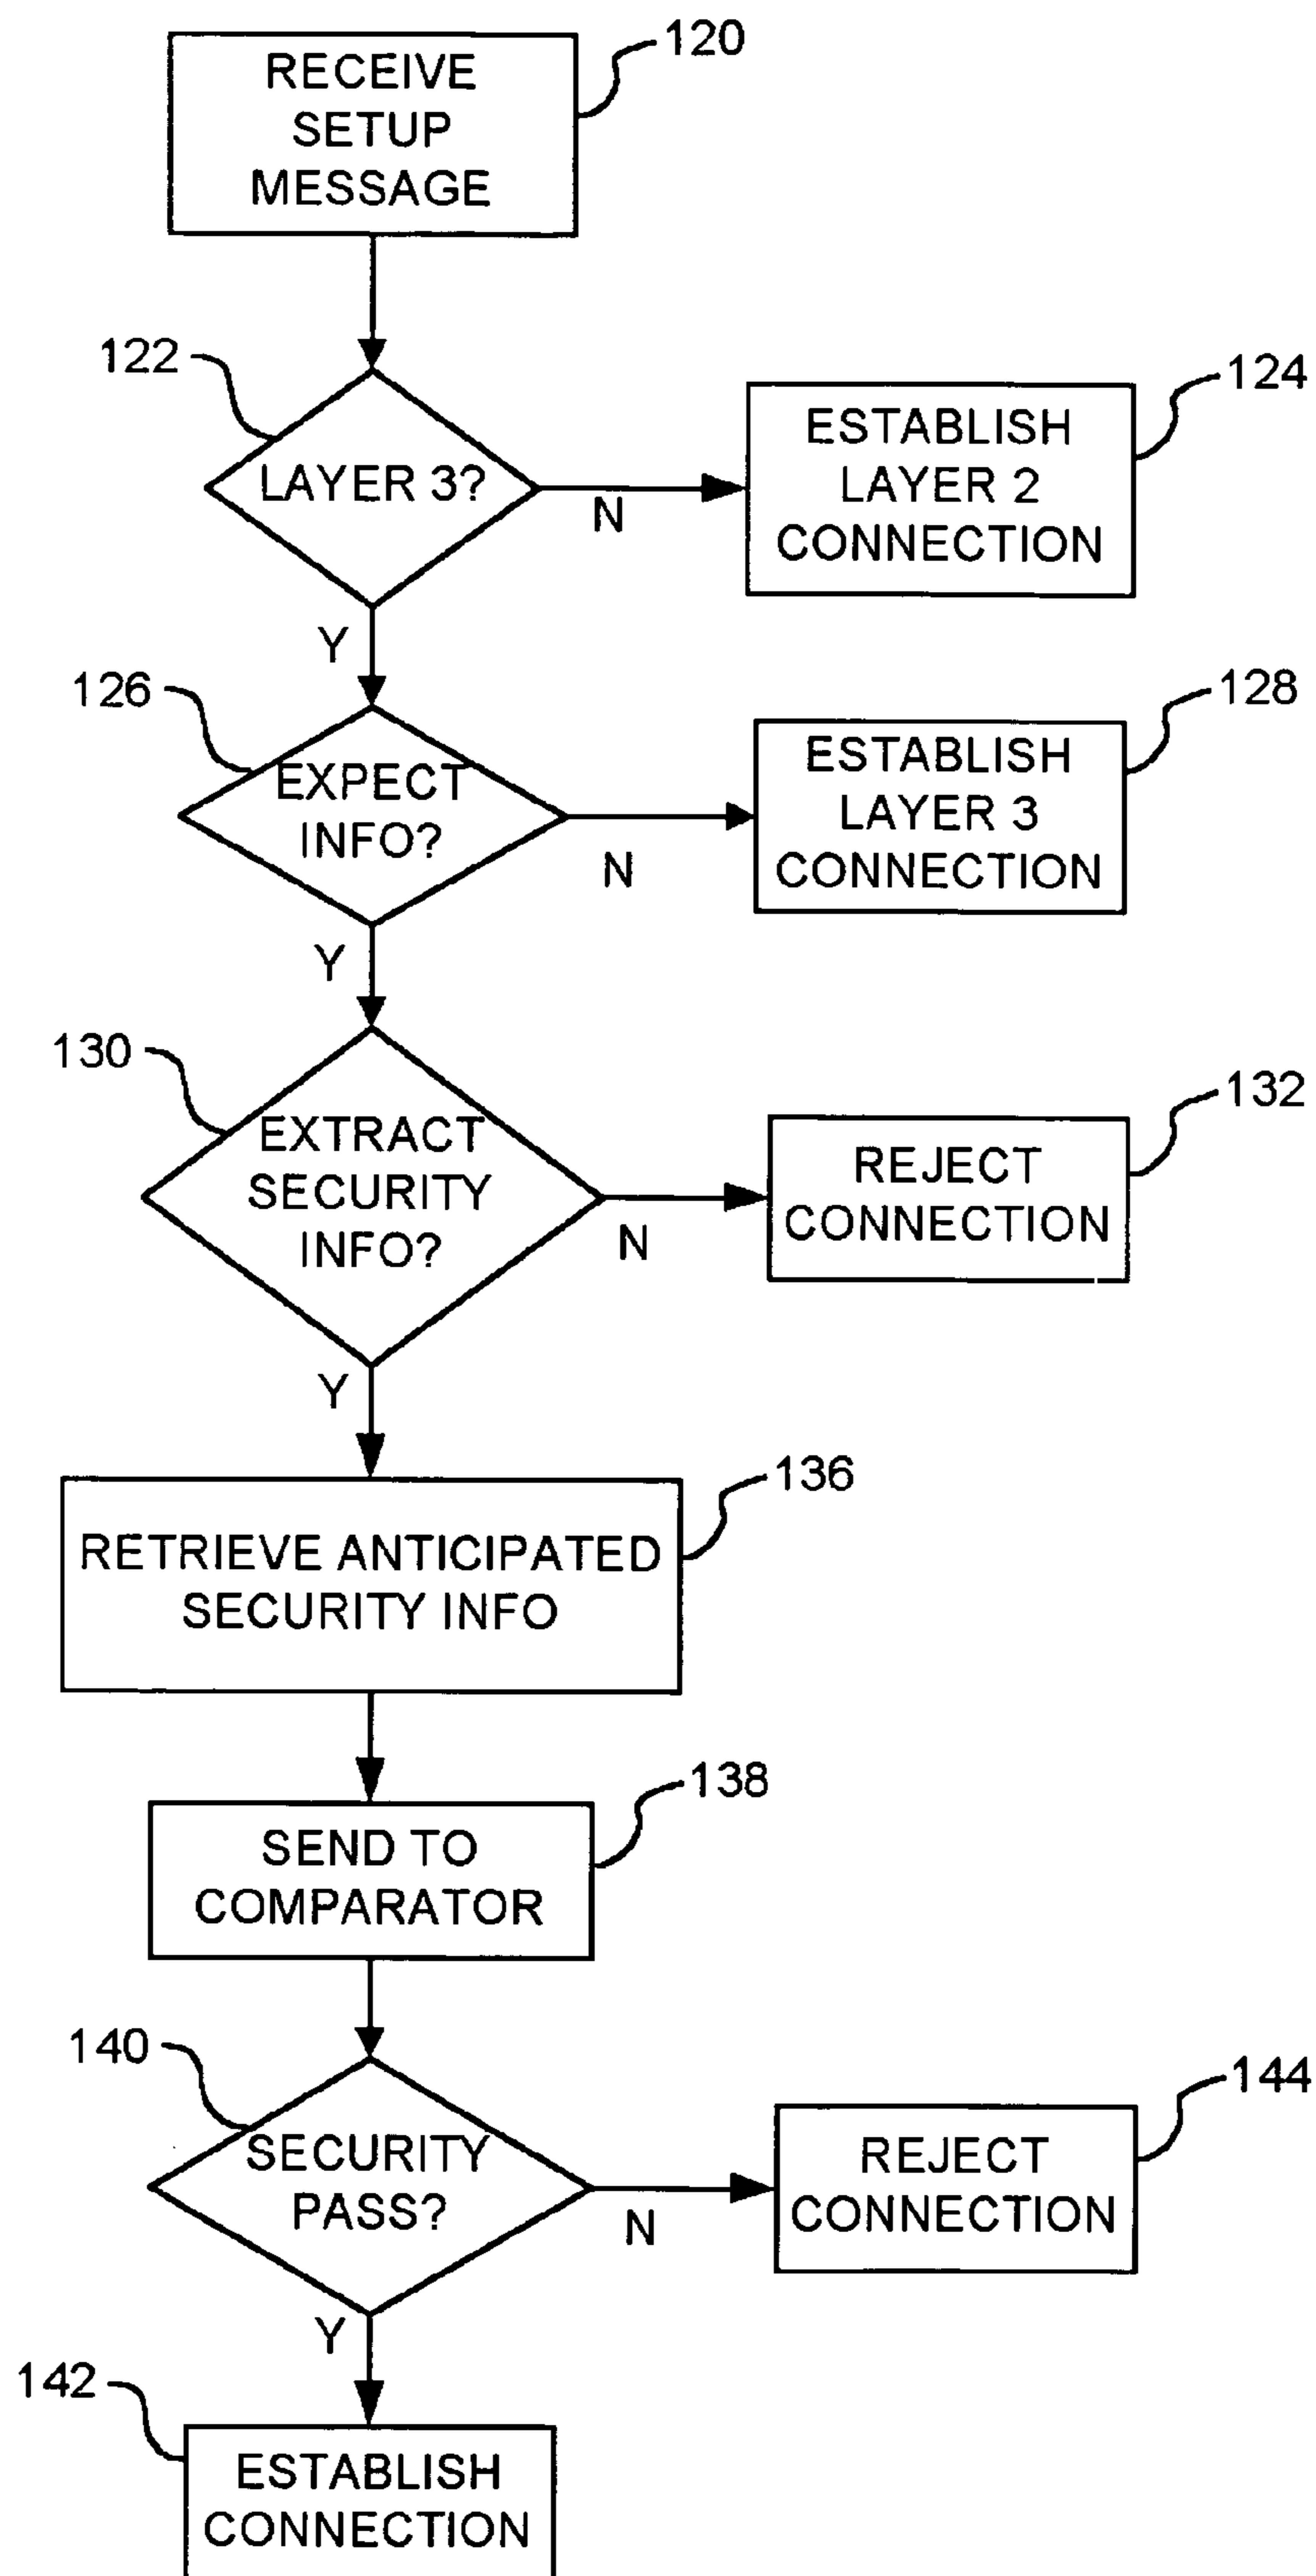 120
RECEIVE
SETUP
MESSAGE
122
LAYER 3?
N
124
ESTABLISH
LAYER 2
CONNECTION
Y
126
EXPECT
INFO?
N
128
ESTABLISH
LAYER 3
CONNECTION
Y
130
EXTRACT
SECURITY
INFO?
N
132
REJECT
CONNECTION
Y
136
RETRIEVE ANTICIPATED
SECURITY INFO
138
SEND TO
COMPARATOR
140
SECURITY
PASS?
N
144
REJECT
CONNECTION
Y
142
ESTABLISH
CONNECTION